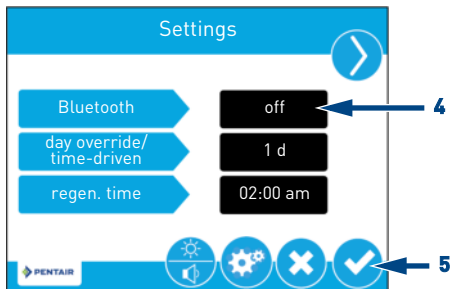 Settings
Bluetooth
off
4
day override/
time-driven
1 d
regen. time
02:00 am
PENTAIR
5